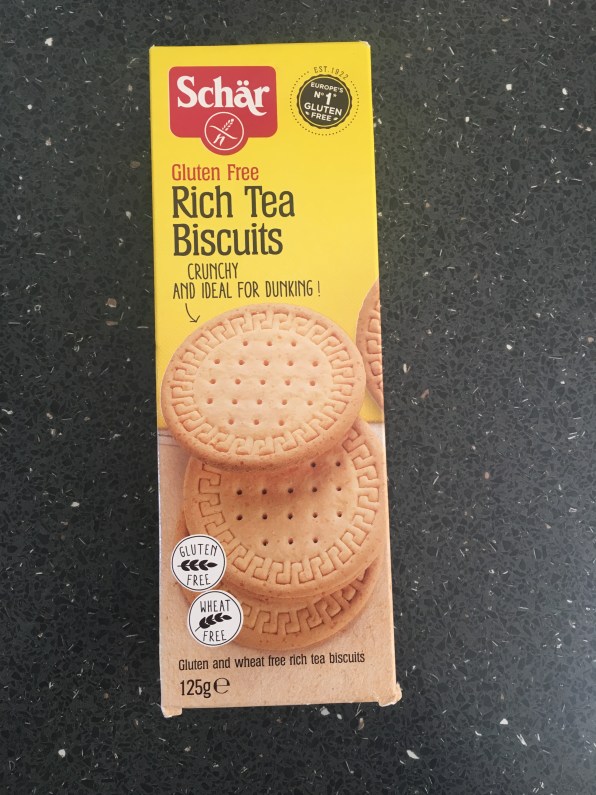 Schär
EST. 1922
EUROPE'S
N°1*
GLUTEN
FREE
Gluten Free
Rich Tea
Biscuits
CRUNCHY
AND IDEAL FOR DUNKING!
GLUTEN
FREE
WHEAT
FREE
Gluten and wheat free rich tea biscuits
125g℮